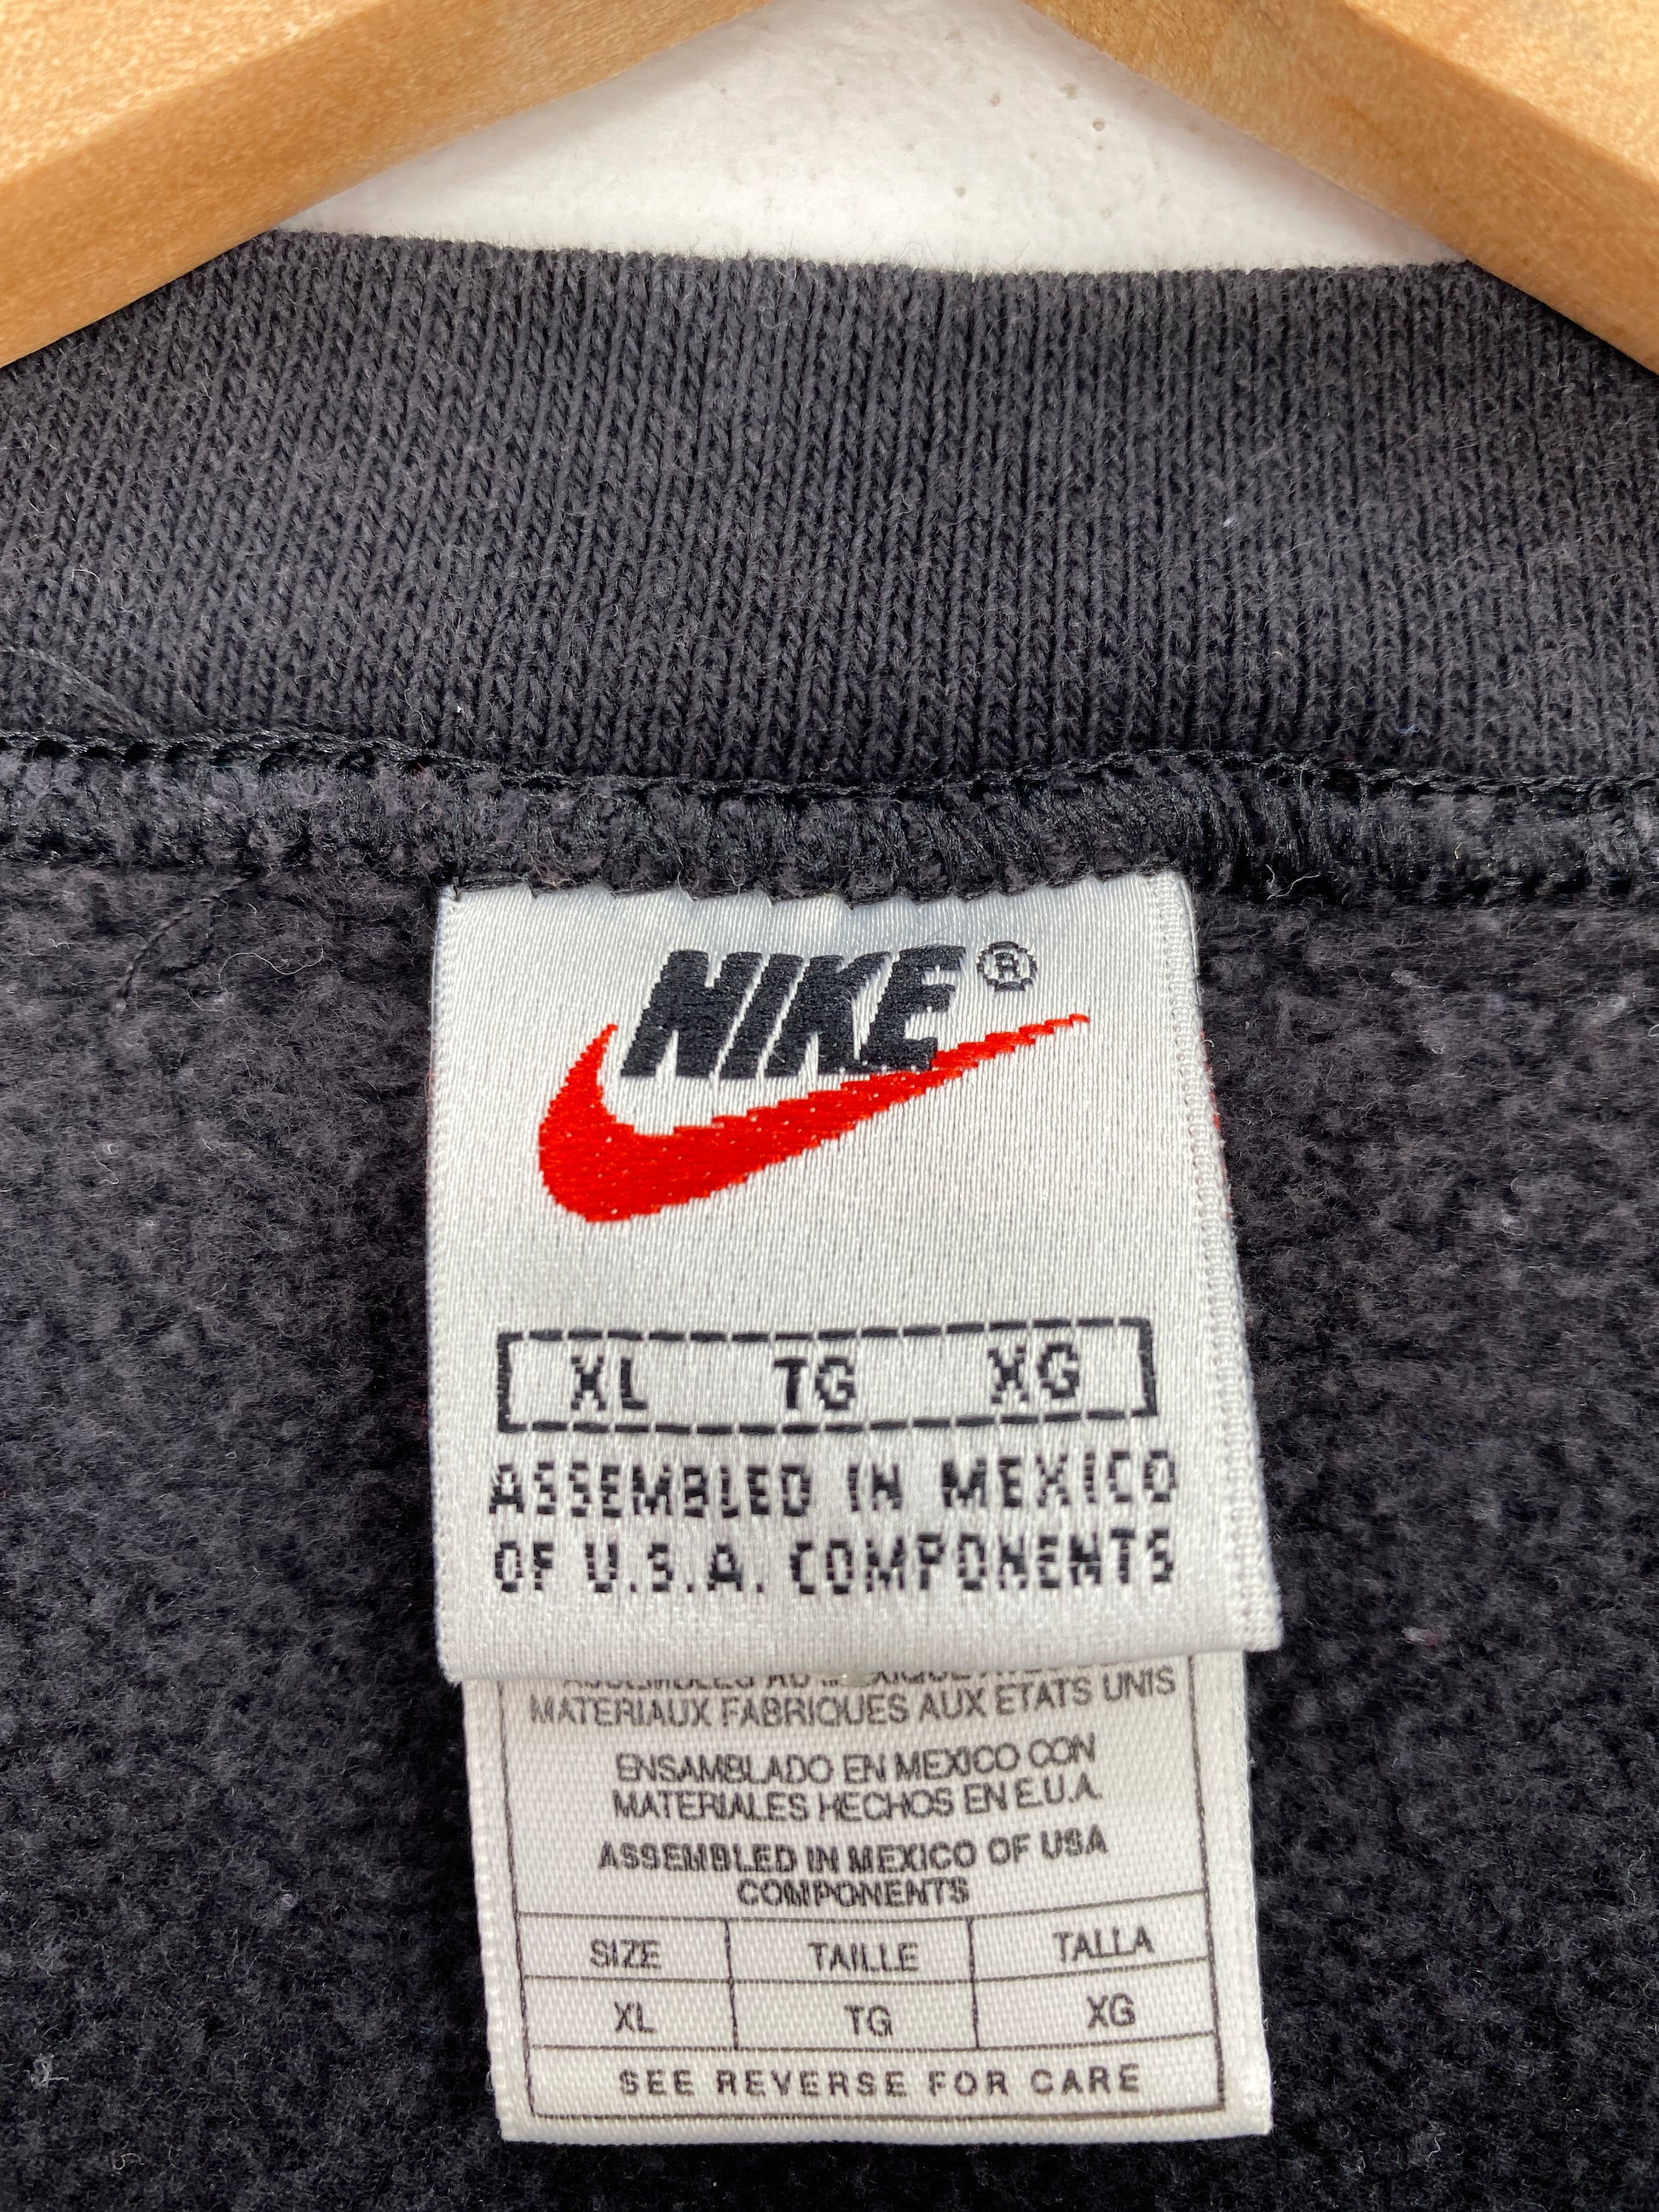 NIKE®
XL TG XG
ASSEMBLED IN MEXICO
OF U.S.A. COMPONENTS
MATERIAUX FABRIQUES AUX ETATS UNIS
ENSAMBLADO EN MEXICO CON
MATERIALES HECHOS EN E.U.A.
ASSEMBLED IN MEXICO OF USA
COMPONENTS
SIZE TAILLE TALLA
XL TG XG
SEE REVERSE FOR CARE